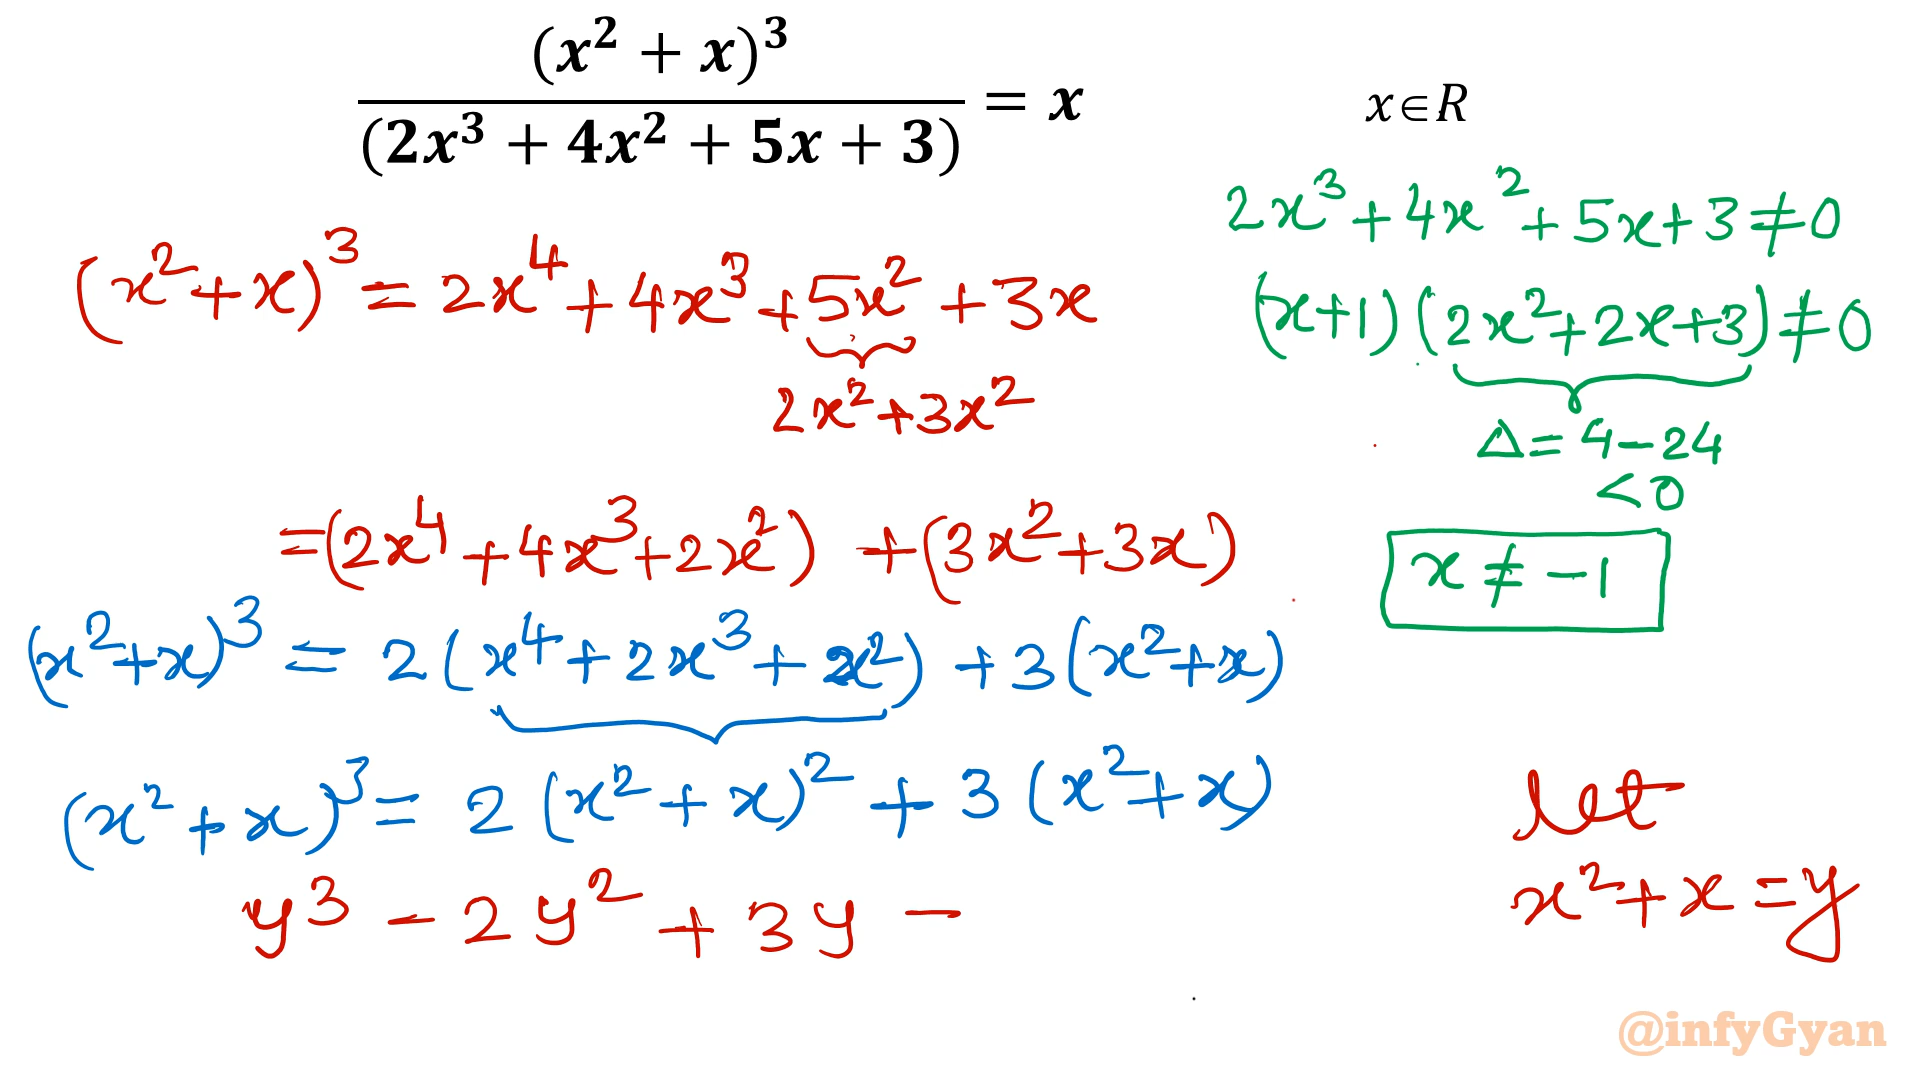 (x² + x)³
———————————— = x
(2x³ + 4x² + 5x + 3)
x ∈ R
2x³ + 4x² + 5x + 3 ≠ 0
(x²+x)³ = 2x⁴ + 4x³ + 5x² + 3x
(x+1)(2x²+2x+3) ≠ 0
2x²+3x²
Δ = 4-24
< 0
= (2x⁴ + 4x³ + 2x²) + (3x² + 3x)
x ≠ -1
(x²+x)³ = 2(x⁴ + 2x³ + x²) + 3(x²+x)
(x² + x)³ = 2(x² + x)² + 3(x² + x)
let
x² + x = y
y³ - 2y² + 3y -
@infyGyan